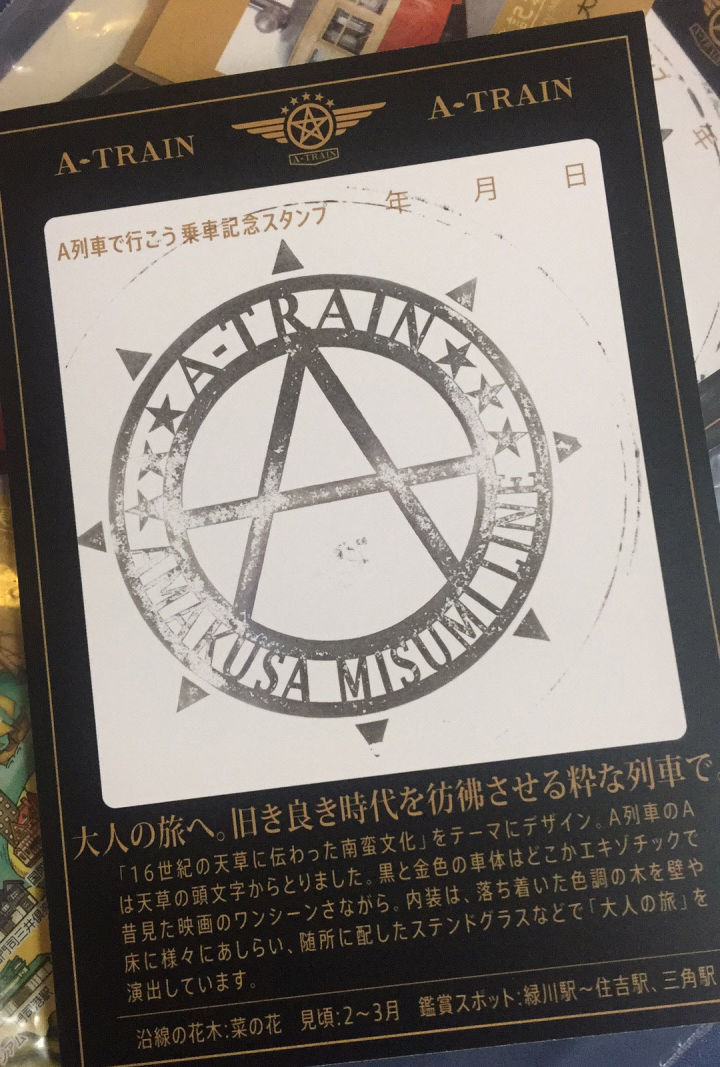 A-TRAIN
A-TRAIN
A-TRAIN
年 月 日
A列車で行こう 乗車記念スタンプ
A-TRAIN
AMAKUSA MISUMI LINE
A
大人の旅へ。旧き良き時代を彷彿させる粋な列車で
「16世紀の天草に伝わった南蛮文化」をテーマにデザイン。A列車のA
は天草の頭文字からとりました。黒と金色の車体はどこかエキゾチックで
昔見た映画のワンシーンさながら。内装は、落ち着いた色調の木を壁や
床に様々にあしらい、随所に配したステンドグラスなどで「大人の旅」を
演出しています。
沿線の花木:菜の花 見頃:2〜3月 鑑賞スポット:緑川駅〜住吉駅、三角駅